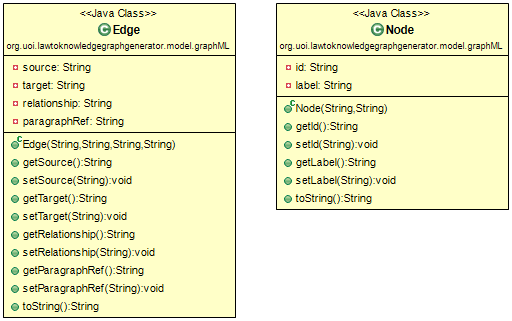 <<Java Class>>
Edge
org.uoi.lawtoknowledgegraphgenerator.model.graphML
source: String
target: String
relationship: String
paragraphRef: String
Edge(String,String,String,String)
getSource():String
setSource(String):void
getTarget():String
setTarget(String):void
getRelationship():String
setRelationship(String):void
getParagraphRef():String
setParagraphRef(String):void
toString():String
<<Java Class>>
Node
org.uoi.lawtoknowledgegraphgenerator.model.graphML
id: String
label: String
Node(String,String)
getId():String
setId(String):void
getLabel():String
setLabel(String):void
toString():String